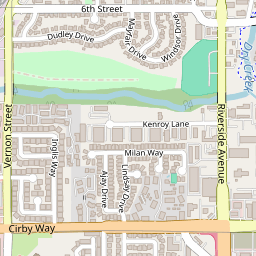 6th Street
Dudley Drive
Mayfair Drive
Windsor Drive
Dry Creek
Kenroy Lane
Vernon Street
Riverside Avenue
Inglis Way
Milan Way
Ajay Drive
Lindsay Drive
Cirby Way